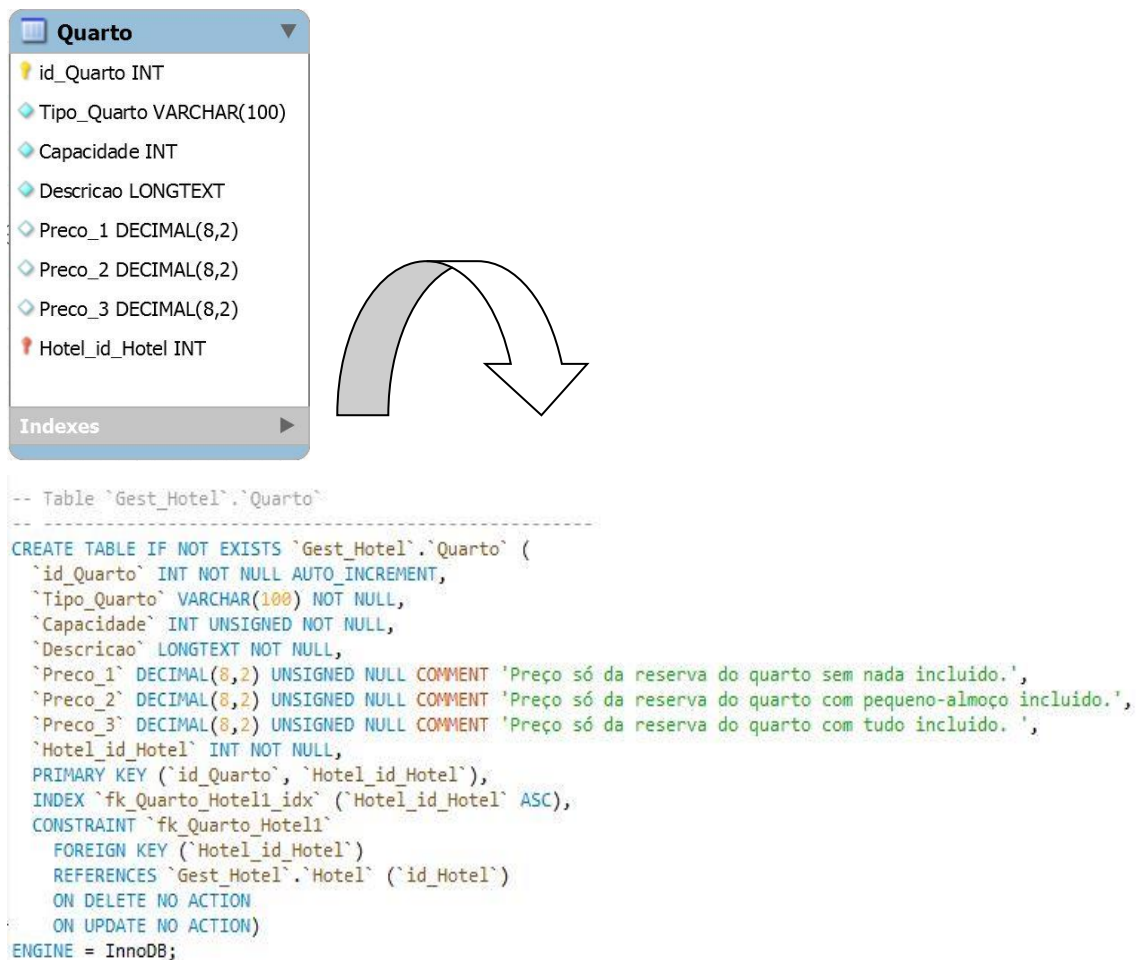 Quarto
id_Quarto INT
Tipo_Quarto VARCHAR(100)
Capacidade INT
Descricao LONGTEXT
Preco_1 DECIMAL(8,2)
Preco_2 DECIMAL(8,2)
Preco_3 DECIMAL(8,2)
Hotel_id_Hotel INT
Indexes
-- Table `Gest_Hotel`.`Quarto`
-- -----------------------------------------------------
CREATE TABLE IF NOT EXISTS `Gest_Hotel`.`Quarto` (
`id_Quarto` INT NOT NULL AUTO_INCREMENT,
`Tipo_Quarto` VARCHAR(100) NOT NULL,
`Capacidade` INT UNSIGNED NOT NULL,
`Descricao` LONGTEXT NOT NULL,
`Preco_1` DECIMAL(8,2) UNSIGNED NULL COMMENT 'Preço só da reserva do quarto sem nada incluido.',
`Preco_2` DECIMAL(8,2) UNSIGNED NULL COMMENT 'Preço só da reserva do quarto com pequeno-almoço incluido.',
`Preco_3` DECIMAL(8,2) UNSIGNED NULL COMMENT 'Preço só da reserva do quarto com tudo incluido. ',
`Hotel_id_Hotel` INT NOT NULL,
PRIMARY KEY (`id_Quarto`, `Hotel_id_Hotel`),
INDEX `fk_Quarto_Hotel1_idx` (`Hotel_id_Hotel` ASC),
CONSTRAINT `fk_Quarto_Hotel1`
FOREIGN KEY (`Hotel_id_Hotel`)
REFERENCES `Gest_Hotel`.`Hotel` (`id_Hotel`)
ON DELETE NO ACTION
ON UPDATE NO ACTION)
ENGINE = InnoDB;